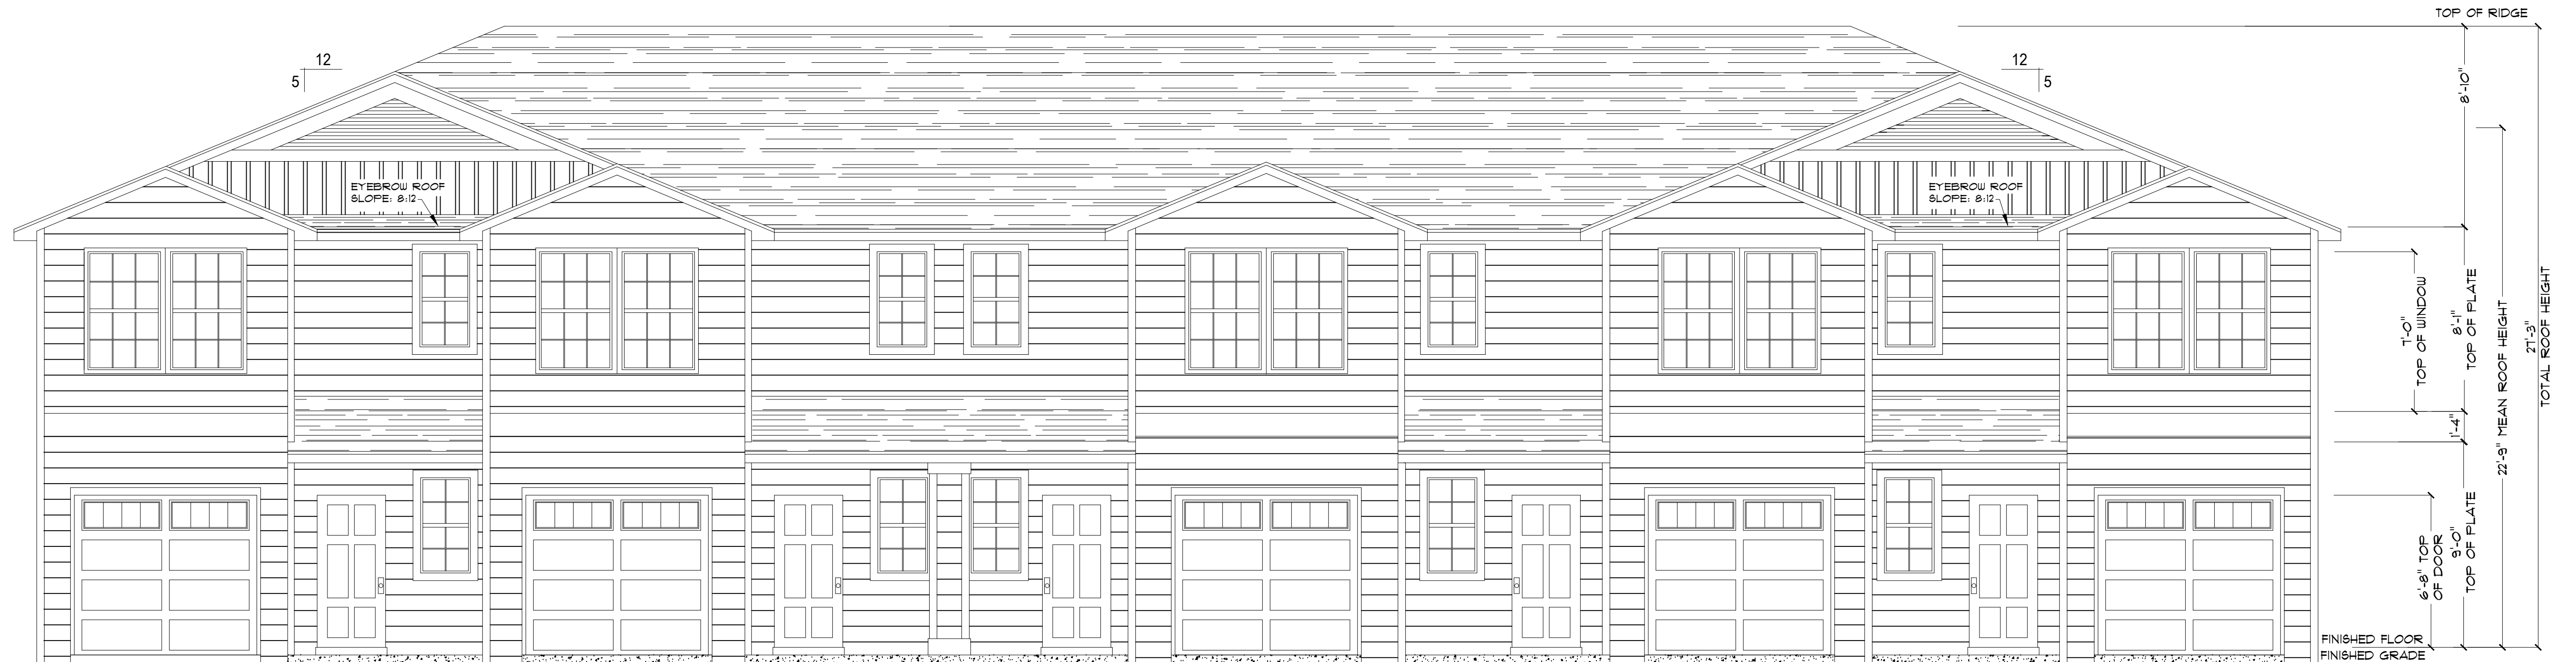 TOP OF RIDGE
12
5
12
5
8'-10"
EYEBROW ROOF
SLOPE: 8:12
EYEBROW ROOF
SLOPE: 8:12
7'-0"
TOP OF WINDOW
8'-1"
TOP OF PLATE
1'-4"
22'-9" MEAN ROOF HEIGHT
27'-3"
TOTAL ROOF HEIGHT
6'-8" TOP
OF DOOR
9'-0"
TOP OF PLATE
FINISHED FLOOR
FINISHED GRADE